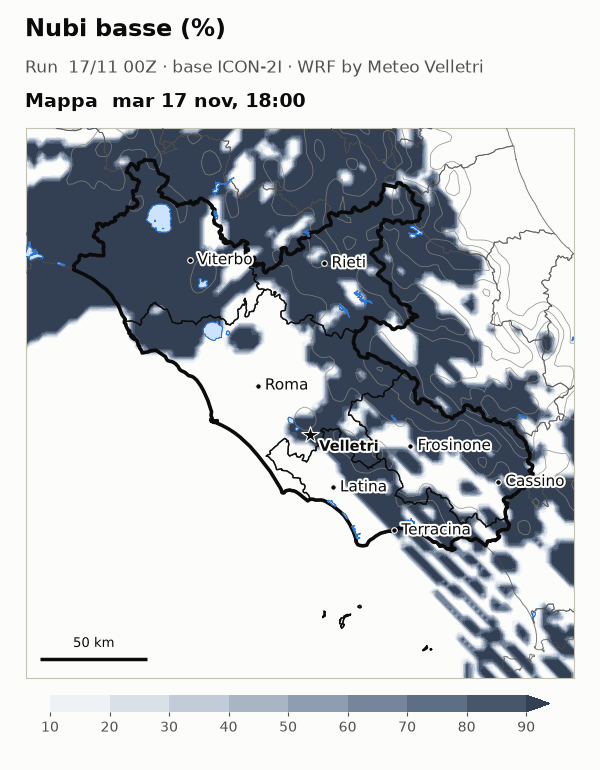 Nubi basse (%)
Run  17/11 00Z · base ICON-2I · WRF by Meteo Velletri
Mappa  mar 17 nov, 18:00
Viterbo
Rieti
Roma
Velletri
Frosinone
Latina
Cassino
Terracina
50 km
10 20 30 40 50 60 70 80 90